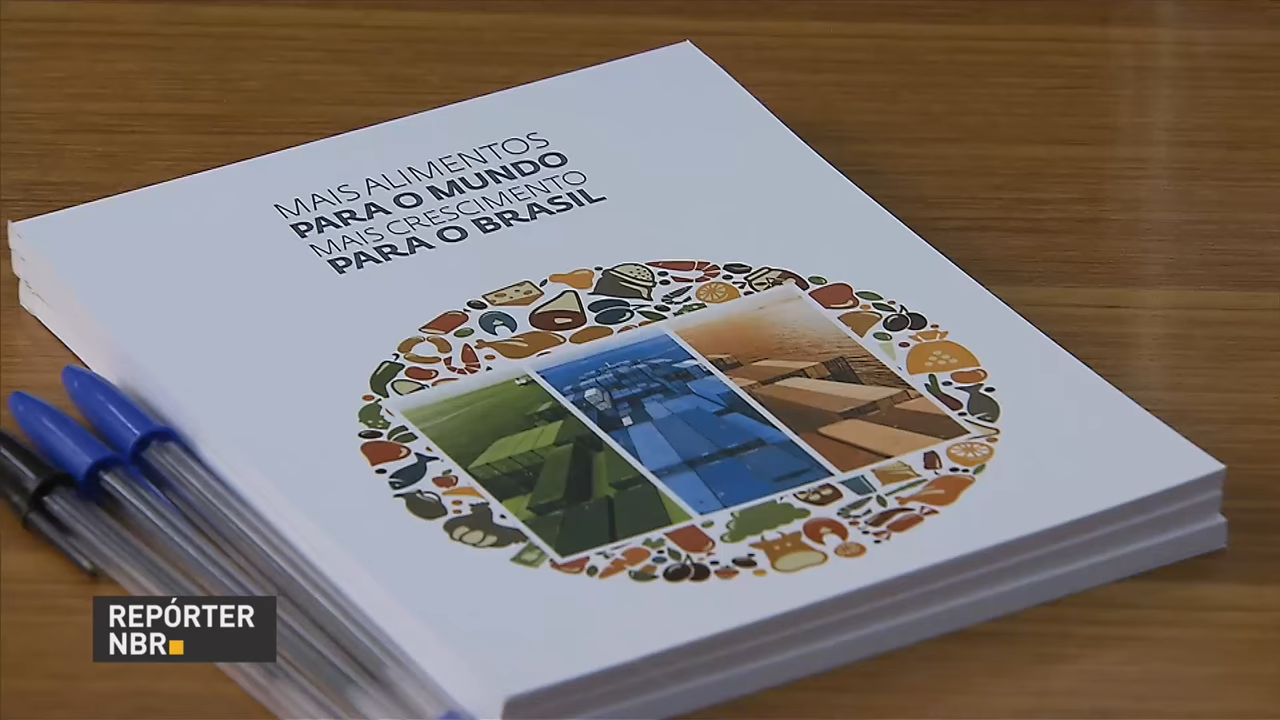 MAIS ALIMENTOS
PARA O MUNDO
MAIS CRESCIMENTO
PARA O BRASIL
REPÓRTER
NBR